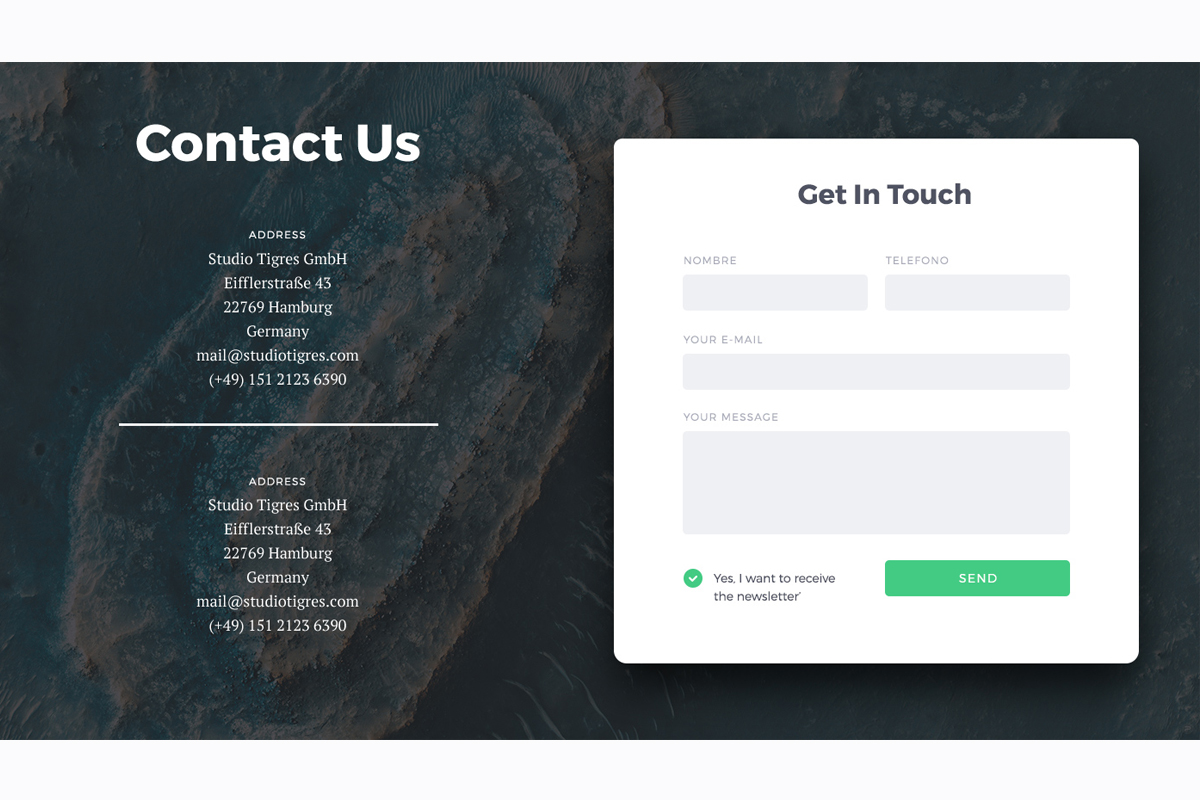 Contact Us
ADDRESS
Studio Tigres GmbH
Eifflerstraße 43
22769 Hamburg
Germany
mail@studiotigres.com
(+49) 151 2123 6390
ADDRESS
Studio Tigres GmbH
Eifflerstraße 43
22769 Hamburg
Germany
mail@studiotigres.com
(+49) 151 2123 6390
Get In Touch
NOMBRE
TELEFONO
YOUR E-MAIL
YOUR MESSAGE
Yes, I want to receive
the newsletter’
SEND